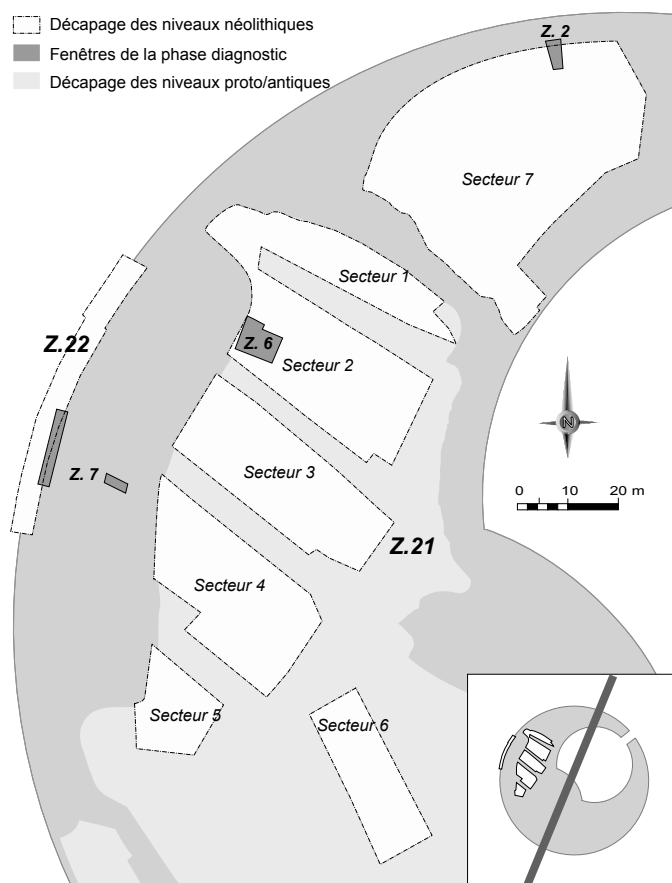 Décapage des niveaux néolithiques
Fenêtres de la phase diagnostic
Décapage des niveaux proto/antiques
Z. 2
Secteur 7
Secteur 1
Z.22
Z. 6
Secteur 2
N
Z. 7
Secteur 3
0 10 20 m
Z.21
Secteur 4
Secteur 5
Secteur 6